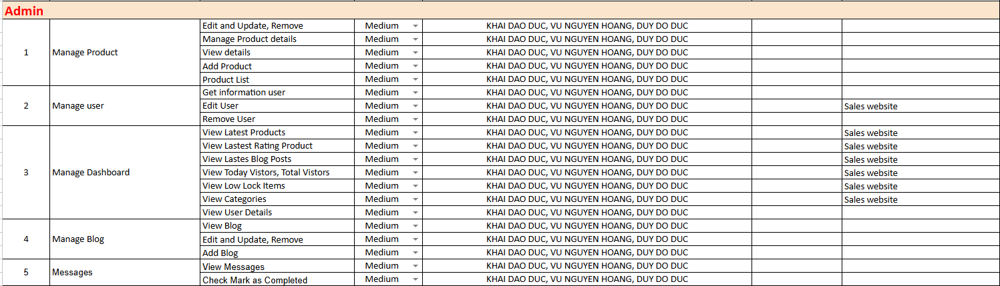 Admin
1 Manage Product Edit and Update, Remove Medium KHAI DAO DUC, VU NGUYEN HOANG, DUY DO DUC
Manage Product details Medium KHAI DAO DUC, VU NGUYEN HOANG, DUY DO DUC
View details Medium KHAI DAO DUC, VU NGUYEN HOANG, DUY DO DUC
Add Product Medium KHAI DAO DUC, VU NGUYEN HOANG, DUY DO DUC
Product List Medium KHAI DAO DUC, VU NGUYEN HOANG, DUY DO DUC
2 Manage user Get information user Medium KHAI DAO DUC, VU NGUYEN HOANG, DUY DO DUC
Edit User Medium KHAI DAO DUC, VU NGUYEN HOANG, DUY DO DUC Sales website
Remove User Medium KHAI DAO DUC, VU NGUYEN HOANG, DUY DO DUC
3 Manage Dashboard View Latest Products Medium KHAI DAO DUC, VU NGUYEN HOANG, DUY DO DUC Sales website
View Lastest Rating Product Medium KHAI DAO DUC, VU NGUYEN HOANG, DUY DO DUC Sales website
View Lastes Blog Posts Medium KHAI DAO DUC, VU NGUYEN HOANG, DUY DO DUC Sales website
View Today Vistors, Total Vistors Medium KHAI DAO DUC, VU NGUYEN HOANG, DUY DO DUC Sales website
View Low Lock Items Medium KHAI DAO DUC, VU NGUYEN HOANG, DUY DO DUC Sales website
View Categories Medium KHAI DAO DUC, VU NGUYEN HOANG, DUY DO DUC Sales website
View User Details Medium KHAI DAO DUC, VU NGUYEN HOANG, DUY DO DUC
4 Manage Blog View Blog Medium KHAI DAO DUC, VU NGUYEN HOANG, DUY DO DUC
Edit and Update, Remove Medium KHAI DAO DUC, VU NGUYEN HOANG, DUY DO DUC
Add Blog Medium KHAI DAO DUC, VU NGUYEN HOANG, DUY DO DUC
5 Messages View Messages Medium KHAI DAO DUC, VU NGUYEN HOANG, DUY DO DUC
Check Mark as Completed Medium KHAI DAO DUC, VU NGUYEN HOANG, DUY DO DUC